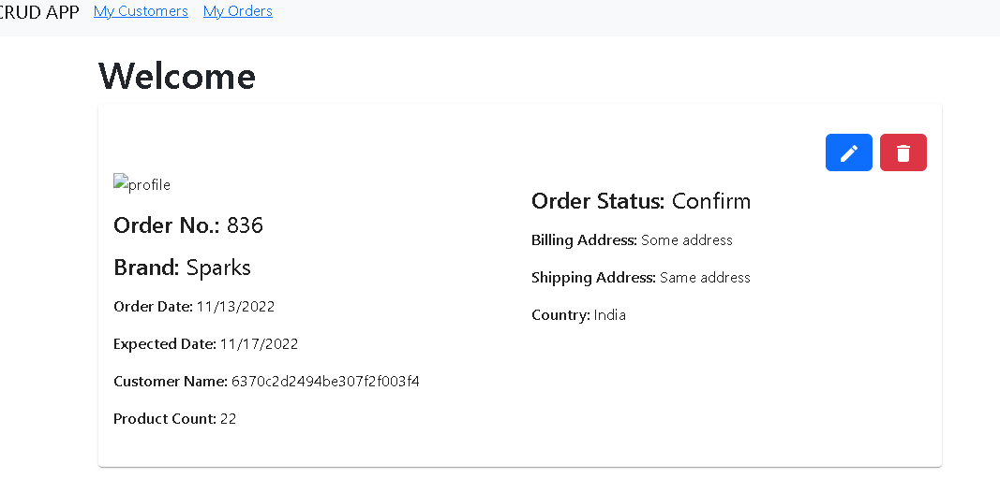 CRUD APP My Customers My Orders
Welcome
profile
Order No.: 836
Brand: Sparks
Order Date: 11/13/2022
Expected Date: 11/17/2022
Customer Name: 6370c2d2494be307f2f003f4
Product Count: 22
Order Status: Confirm
Billing Address: Some address
Shipping Address: Same address
Country: India